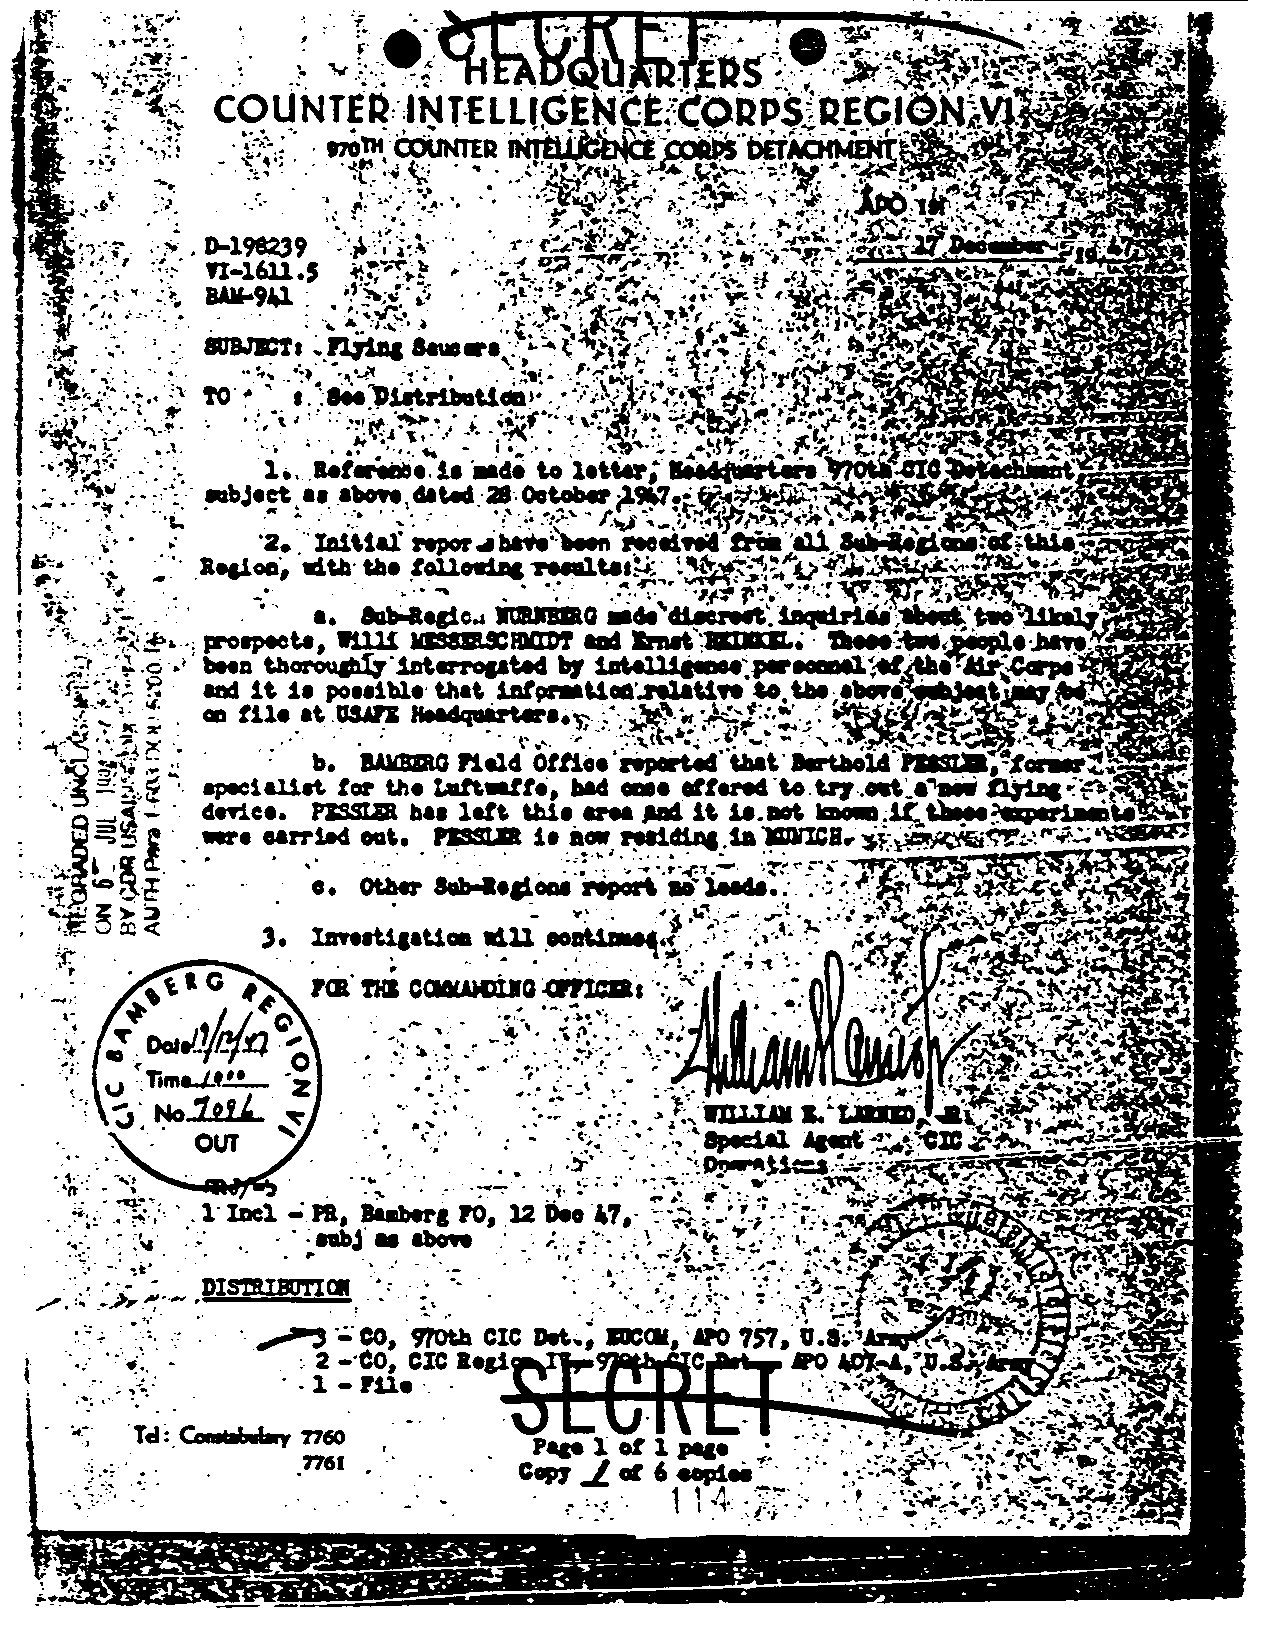 SECRET
HEADQUARTERS
COUNTER INTELLIGENCE CORPS REGION VI
970TH COUNTER INTELLIGENCE CORPS DETACHMENT
APO
17 December 1947
D-198239
VI-1611.5
BAM-941
SUBJECT: Flying Saucers
TO : See Distribution
1. Reference is made to letter, Headquarters 970th CIC Detachment
subject as above dated 28 October 1947.
2. Initial have been received from all Sub-Regions of this
Region, with the following results:
a. Sub-Regic. NURNBERG made discreet inquiries about two likely
prospects, Willi MESSERSCHMIDT and Ernst HEINKEL. These two people have
been thoroughly interrogated by intelligence personnel of the Air Corps
and it is possible that information relative to the above subject may be
on file at USAFE Headquarters.
b. BAMBERG Field Office reported that Berthold PESSLER, former
specialist for the Luftwaffe, had once offered to try out a new flying
device. PESSLER has left this area and it is not known if these experiments
were carried out. PESSLER is now residing in MUNICH.
c. Other Sub-Regions report no leads.
3. Investigation will continued.
FOR THE COMMANDING OFFICER:
REGRADED
ON 6 JUL
BY CDR USAINSCOM
AUTH Para 1-603 DOD 5200.1R
CIC BAMBERG REGION VI
Date 17/12/47
Time 1000
No. 7096
OUT
WILLIAM E. LARNED, JR
Special Agent CIC
Operations
1 Incl - PR, Bamberg FO, 12 Dec 47,
subj as above
DISTRIBUTION
3 - CO, 970th CIC Det., EUCOM, APO 757, U.S. Army
2 - CO, CIC Region IV, 970th CIC Det., APO 407-A, U.S. Army
1 - File
SECRET
Tel: Constabulary 7760
7761
Page 1 of 1 page
Copy 1 of 6 copies
114